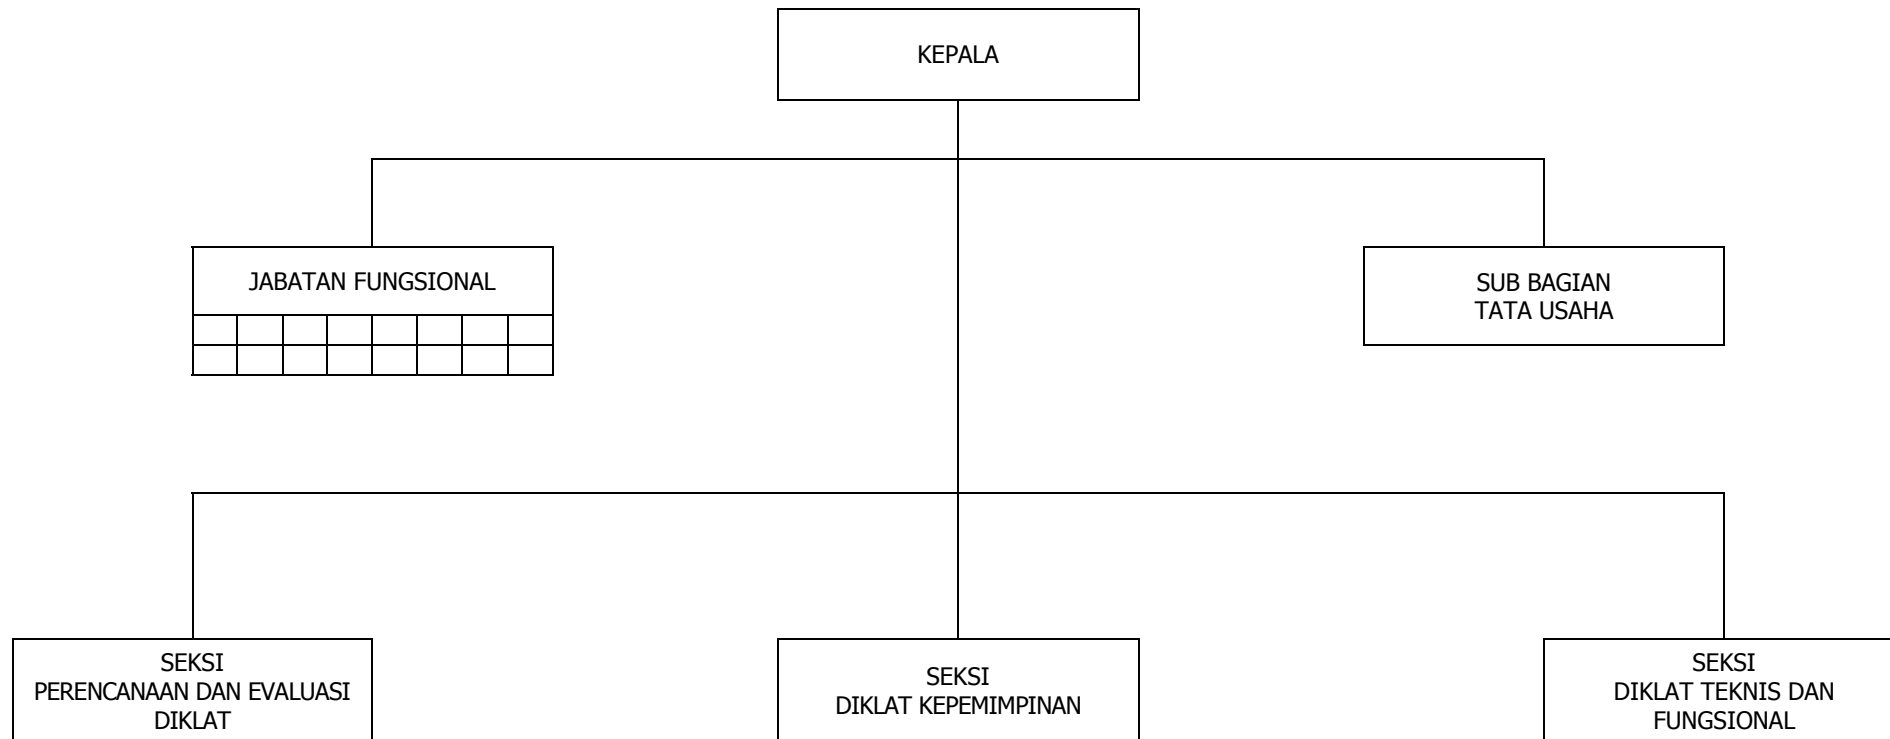 KEPALA
JABATAN FUNGSIONAL
SUB BAGIAN
TATA USAHA
SEKSI
PERENCANAAN DAN EVALUASI
DIKLAT
SEKSI
DIKLAT KEPEMIMPINAN
SEKSI
DIKLAT TEKNIS DAN
FUNGSIONAL